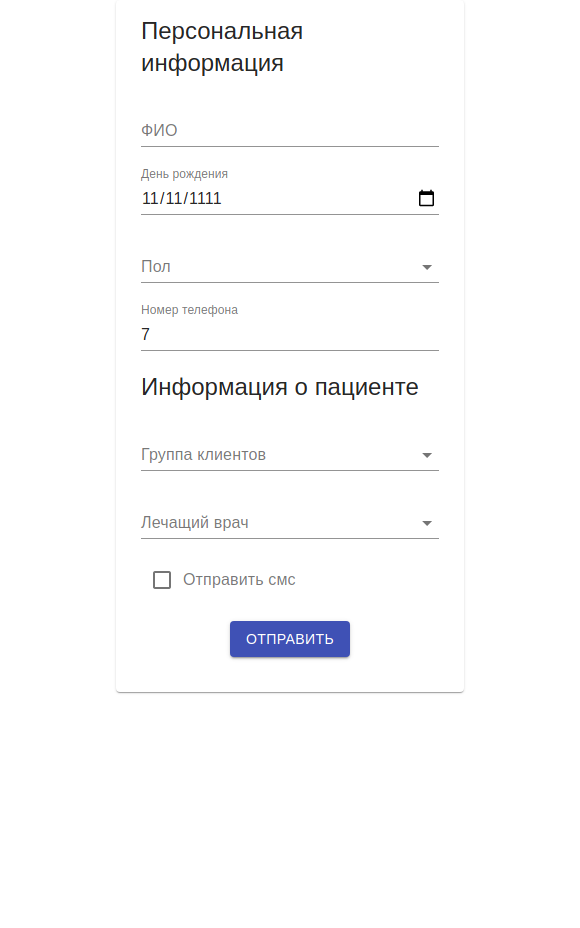 Персональная
информация
ФИО
День рождения
11/11/1111
Пол
Номер телефона
7
Информация о пациенте
Группа клиентов
Лечащий врач
Отправить смс
ОТПРАВИТЬ